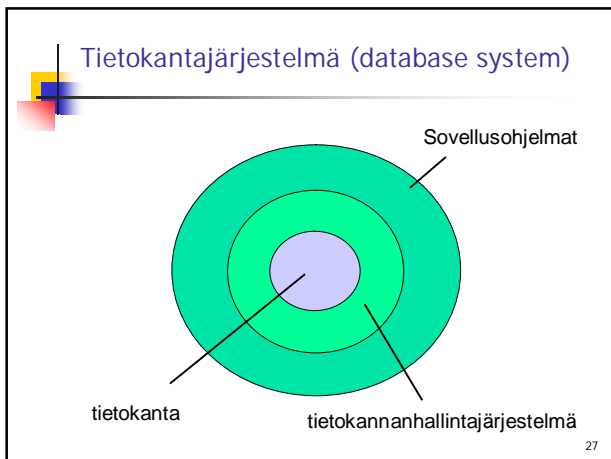 Tietokantajärjestelmä (database system)
Sovellusohjelmat
tietokanta
tietokannanhallintajärjestelmä
27